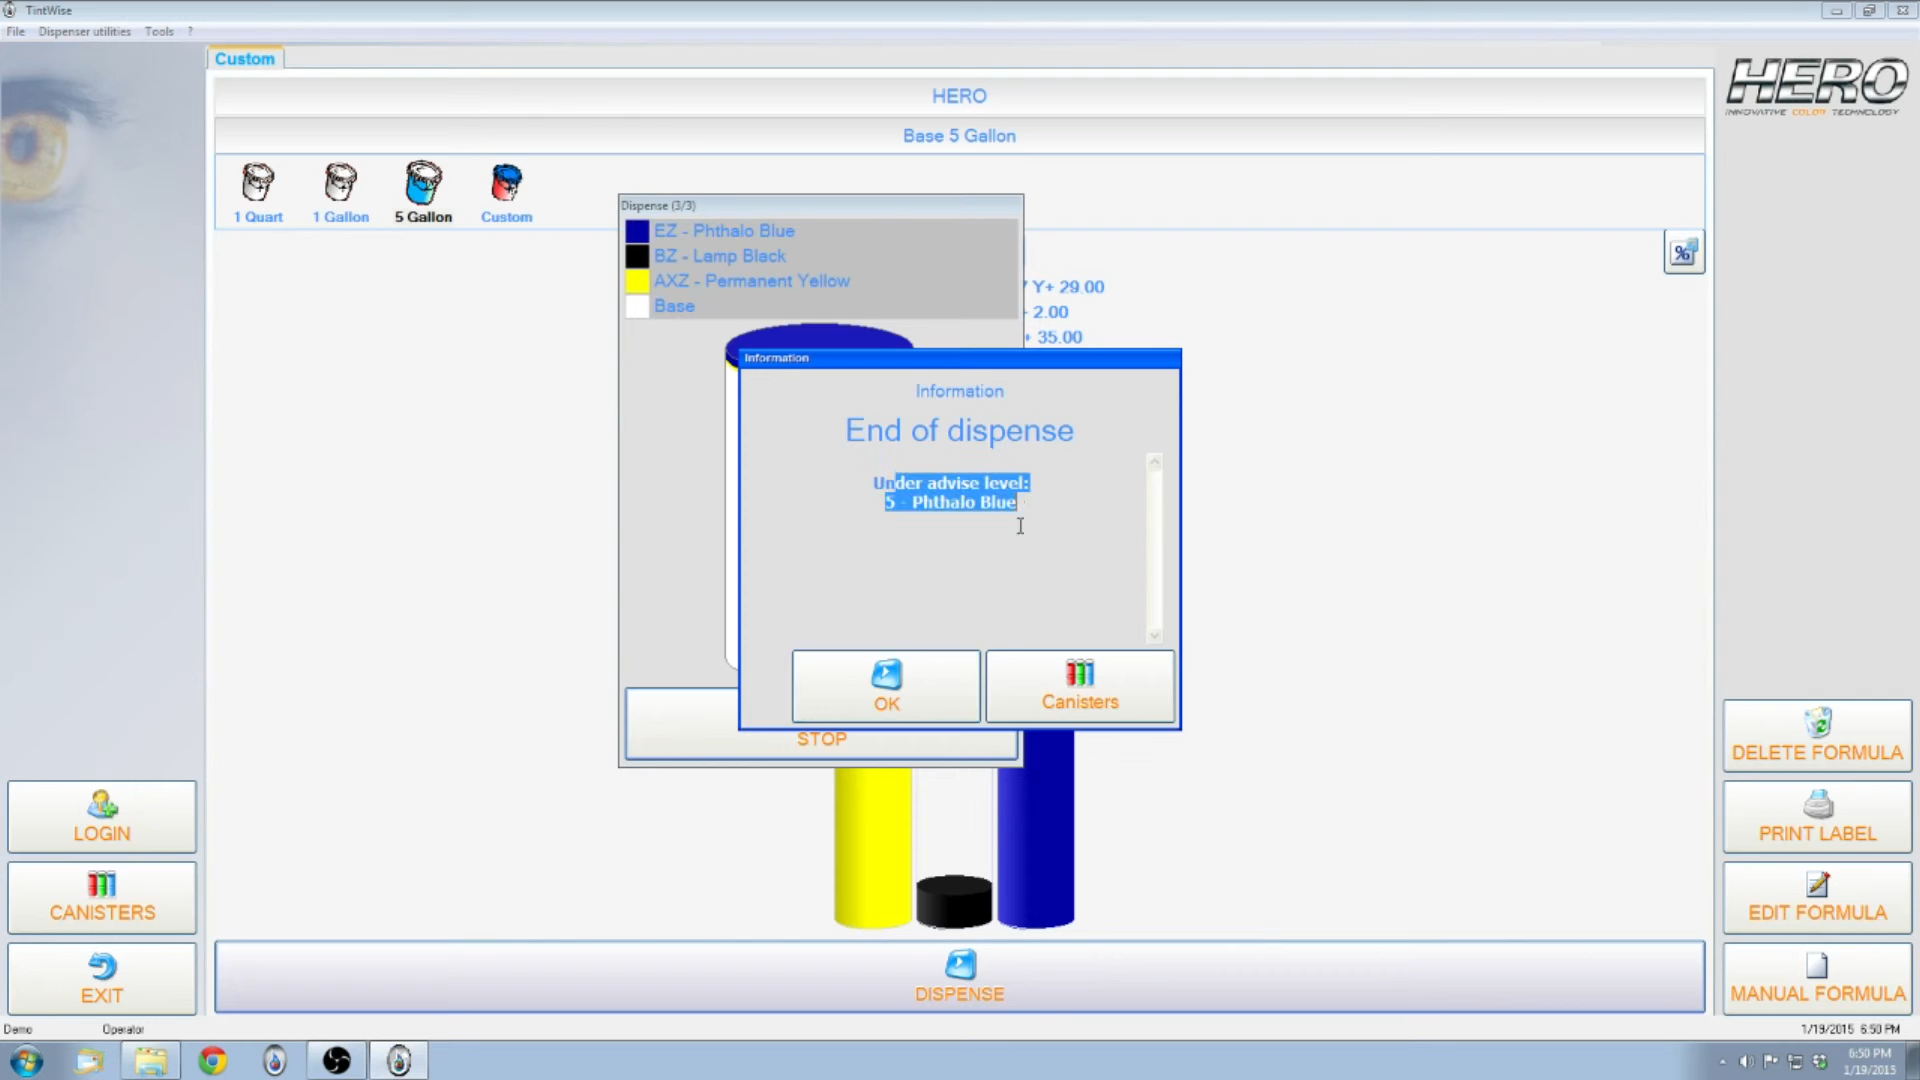 TintWise
File Dispenser utilities Tools ?
Custom
HERO
HERO
INNOVATIVE COLOR TECHNOLOGY
Base 5 Gallon
1 Quart 1 Gallon 5 Gallon Custom
Dispense (3/3)
EZ - Phthalo Blue
BZ - Lamp Black
AXZ - Permanent Yellow
Base
%
Y+ 29.00
2.00
35.00
Information
Information
End of dispense
Under advise level:
5 - Phthalo Blue
OK
Canisters
STOP
LOGIN
CANISTERS
EXIT
DISPENSE
DELETE FORMULA
PRINT LABEL
EDIT FORMULA
MANUAL FORMULA
Demo Operator
1/19/2015 6:50 PM
6:50 PM
1/19/2015